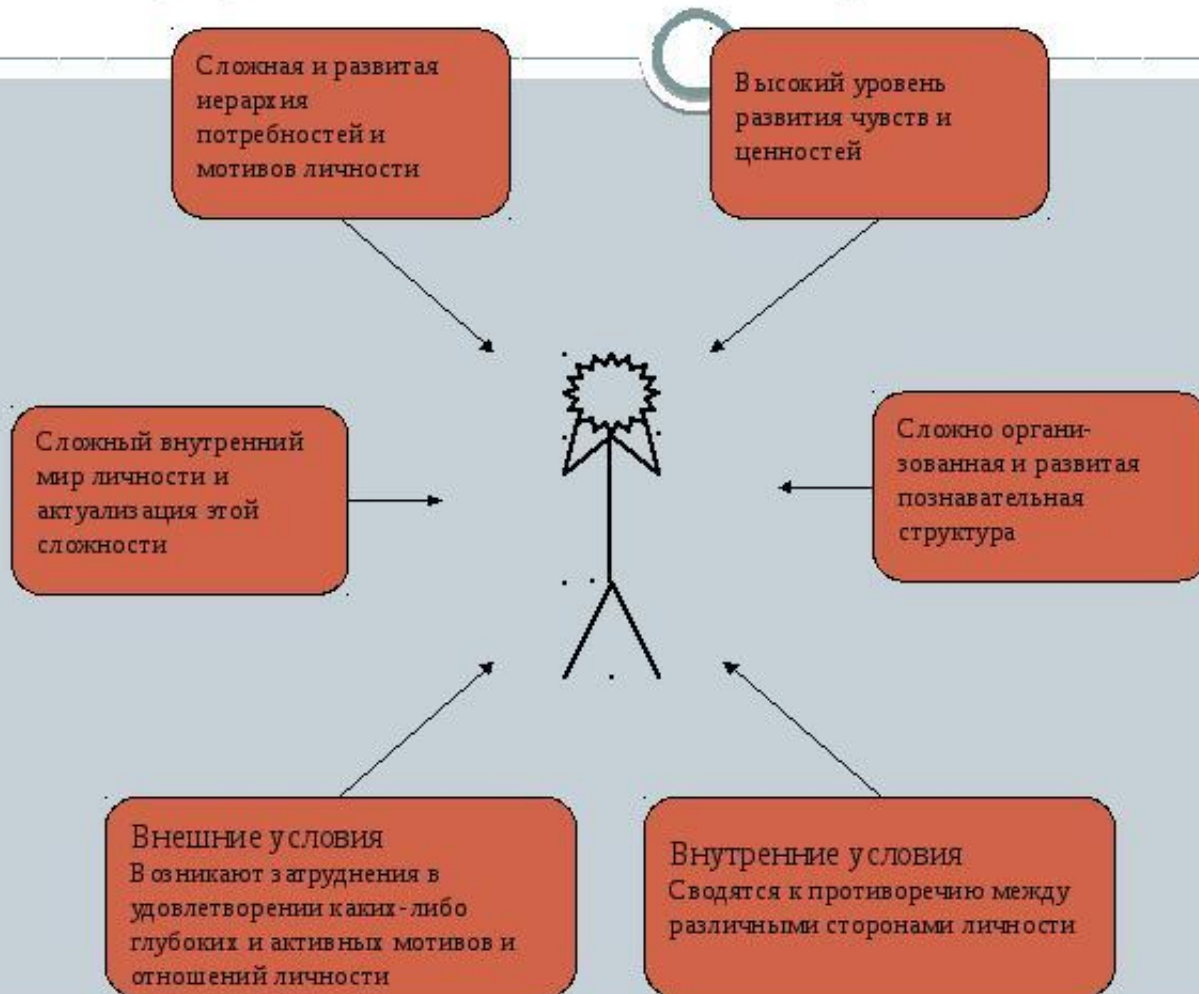 Сложная и развитая
иерархия
потребностей и
мотивов личности
Высокий уровень
развития чувств и
ценностей
Сложный внутренний
мир личности и
актуализация этой
сложности
Сложно органи-
зованная и развитая
познавательная
структура
Внешние условия
Возникают затруднения в
удовлетворении каких-либо
глубоких и активных мотивов и
отношений личности
Внутренние условия
Сводятся к противоречию между
различными сторонами личности